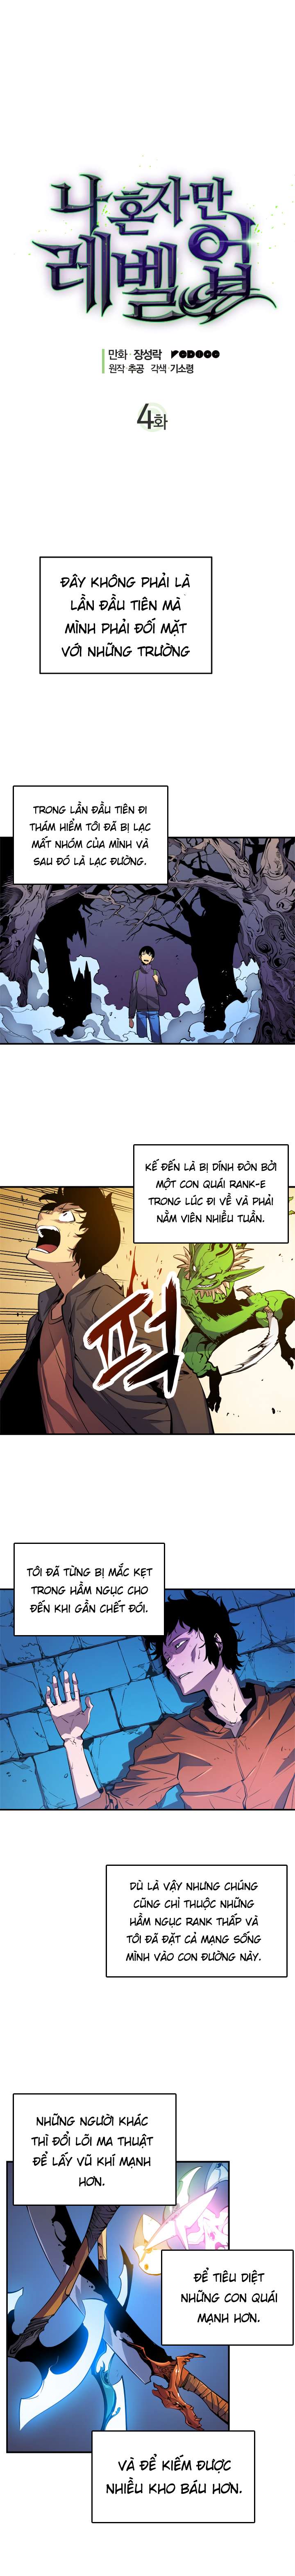 나 혼자만
레벨업
만화·장성락 REDICE
원작·추공 각색·기소령
4화
ĐÂY KHÔNG PHẢI LÀ
LẦN ĐẦU TIÊN MÀ
MÌNH PHẢI ĐỐI MẶT
VỚI NHỮNG TRƯỜNG
TRONG LẦN ĐẦU TIÊN ĐI
THÁM HIỂM TÔI ĐÃ BỊ LẠC
MẤT NHÓM CỦA MÌNH VÀ
SAU ĐÓ LÀ LẠC ĐƯỜNG.
KẾ ĐẾN LÀ BỊ DÍNH ĐÒN BỞI
MỘT CON QUÁI RANK-E
TRONG LÚC ĐI VỀ VÀ PHẢI
NẰM VIỆN NHIỀU TUẦN.
퍽
TÔI ĐÃ TỪNG BỊ MẮC KẸT
TRONG HẦM NGỤC CHO
ĐẾN KHI GẦN CHẾT ĐÓI.
DÙ LÀ VẬY NHƯNG CHÚNG
CŨNG CHỈ THUỘC NHỮNG
HẦM NGỤC RANK THẤP VÀ
TÔI ĐÃ ĐẶT CẢ MẠNG SỐNG
MÌNH VÀO CON ĐƯỜNG NÀY.
NHỮNG NGƯỜI KHÁC
THÌ ĐỔI LÕI MA THUẬT
ĐỂ LẤY VŨ KHÍ MẠNH
HƠN.
ĐỂ TIÊU DIỆT
NHỮNG CON QUÁI
MẠNH HƠN.
VÀ ĐỂ KIẾM ĐƯỢC
NHIỀU KHO BÁU HƠN.